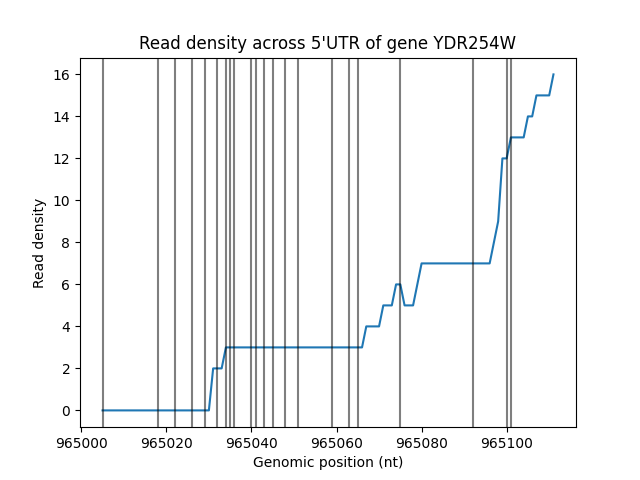 Read density across 5'UTR of gene YDR254W
16
14
12
10
8
6
4
2
0
Read density
965000 965020 965040 965060 965080 965100
Genomic position (nt)